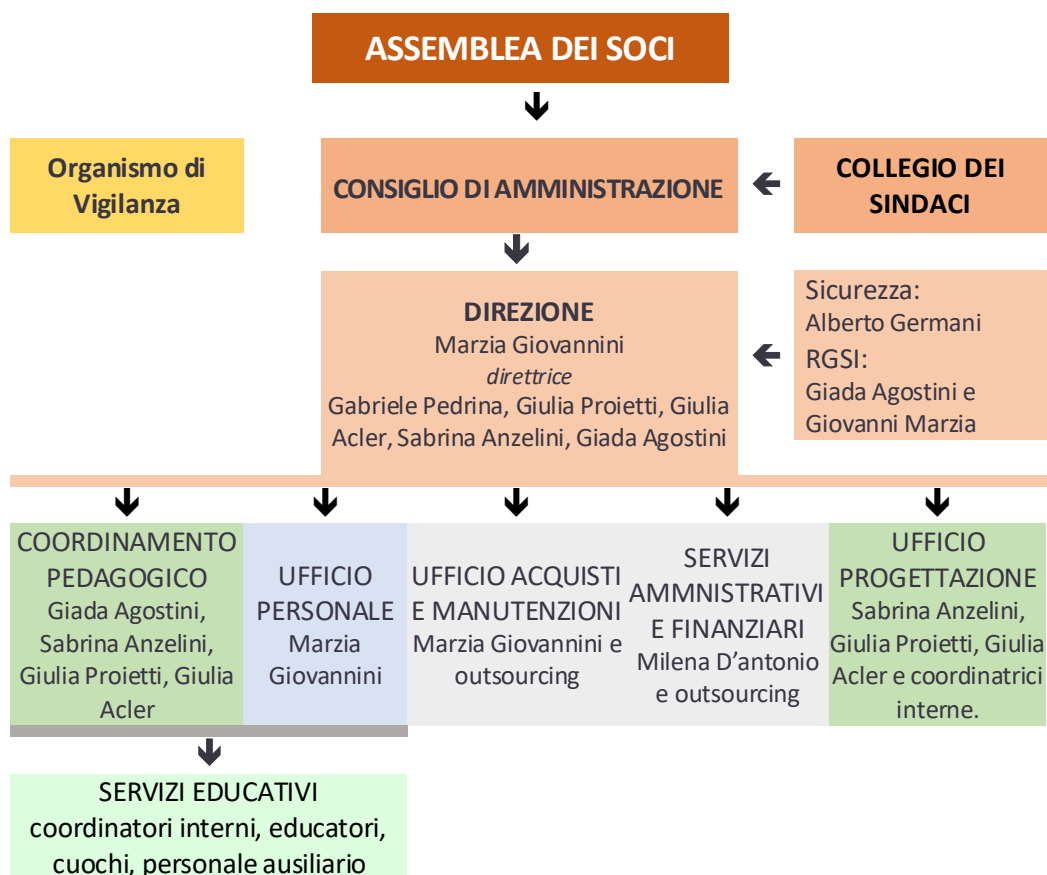 ASSEMBLEA DEI SOCI
Organismo di
Vigilanza
CONSIGLIO DI AMMINISTRAZIONE
COLLEGIO DEI
SINDACI
DIREZIONE
Marzia Giovannini
direttrice
Gabriele Pedrina, Giulia Proietti, Giulia
Acler, Sabrina Anzelini, Giada Agostini
Sicurezza:
Alberto Germani
RGSI:
Giada Agostini e
Giovanni Marzia
COORDINAMENTO
PEDAGOGICO
Giada Agostini,
Sabrina Anzelini,
Giulia Proietti, Giulia
Acler
UFFICIO
PERSONALE
Marzia
Giovannini
UFFICIO ACQUISTI
E MANUTENZIONI
Marzia Giovannini e
outsourcing
SERVIZI
AMMNISTRATIVI
E FINANZIARI
Milena D’antonio
e outsourcing
UFFICIO
PROGETTAZIONE
Sabrina Anzelini,
Giulia Proietti, Giulia
Acler e coordinatrici
interne.
SERVIZI EDUCATIVI
coordinatori interni, educatori,
cuochi, personale ausiliario